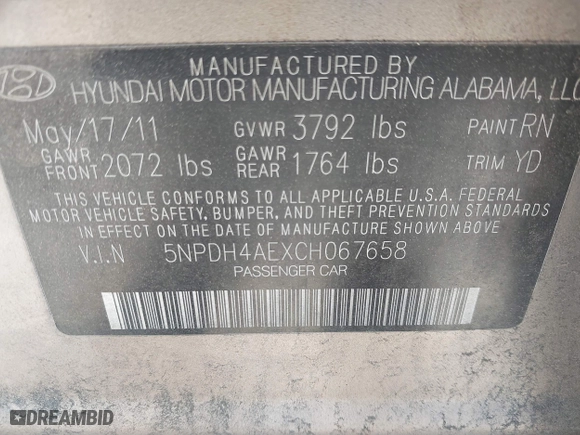 MANUFACTURED BY
HYUNDAI MOTOR MANUFACTURING ALABAMA, LLC
May/17/11 GVWR 3792 lbs PAINT RN
GAWR FRONT 2072 lbs GAWR REAR 1764 lbs TRIM YD
THIS VEHICLE CONFORMS TO ALL APPLICABLE U.S.A. FEDERAL
MOTOR VEHICLE SAFETY, BUMPER, AND THEFT PREVENTION STANDARDS
IN EFFECT ON THE DATE OF MANUFACTURE SHOWN ABOVE
V.I.N 5NPDH4AEXCH067658
PASSENGER CAR
DREAMBID